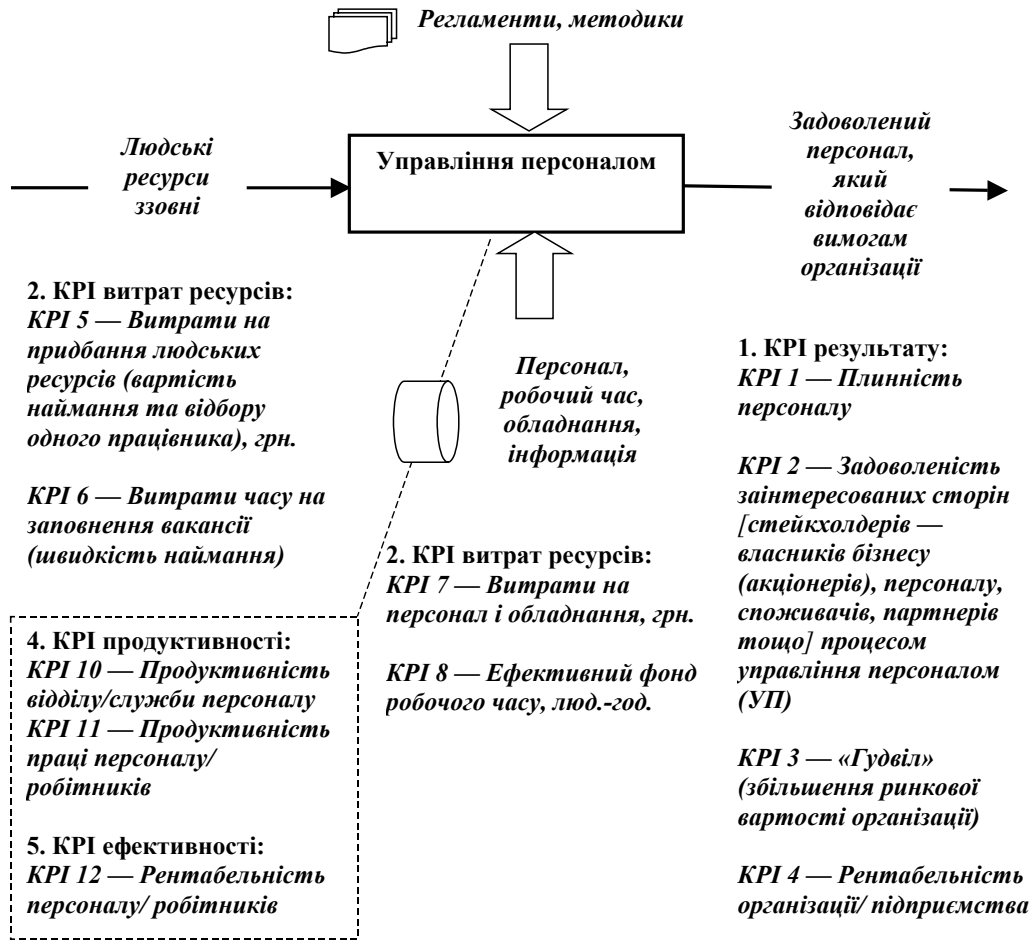 Регламенти, методики
Людські
ресурси
ззовні
Управління персоналом
Задоволений
персонал,
який
відповідає
вимогам
організації
2. КРІ витрат ресурсів:
КРІ 5 — Витрати на
придбання людських
ресурсів (вартість
наймання та відбору
одного працівника), грн.
КРІ 6 — Витрати часу на
заповнення вакансії
(швидкість наймання)
Персонал,
робочий час,
обладнання,
інформація
2. КРІ витрат ресурсів:
КРІ 7 — Витрати на
персонал і обладнання, грн.
КРІ 8 — Ефективний фонд
робочого часу, люд.-год.
1. КРІ результату:
КРІ 1 — Плинність
персоналу
КРІ 2 — Задоволеність
заінтересованих сторін
[стейкхолдерів —
власників бізнесу
(акціонерів), персоналу,
споживачів, партнерів
тощо] процесом
управління персоналом
(УП)
КРІ 3 — «Гудвіл»
(збільшення ринкової
вартості організації)
КРІ 4 — Рентабельність
організації/ підприємства
4. КРІ продуктивності:
КРІ 10 — Продуктивність
відділу/служби персоналу
КРІ 11 — Продуктивність
праці персоналу/
робітників
5. КРІ ефективності:
КРІ 12 — Рентабельність
персоналу/ робітників